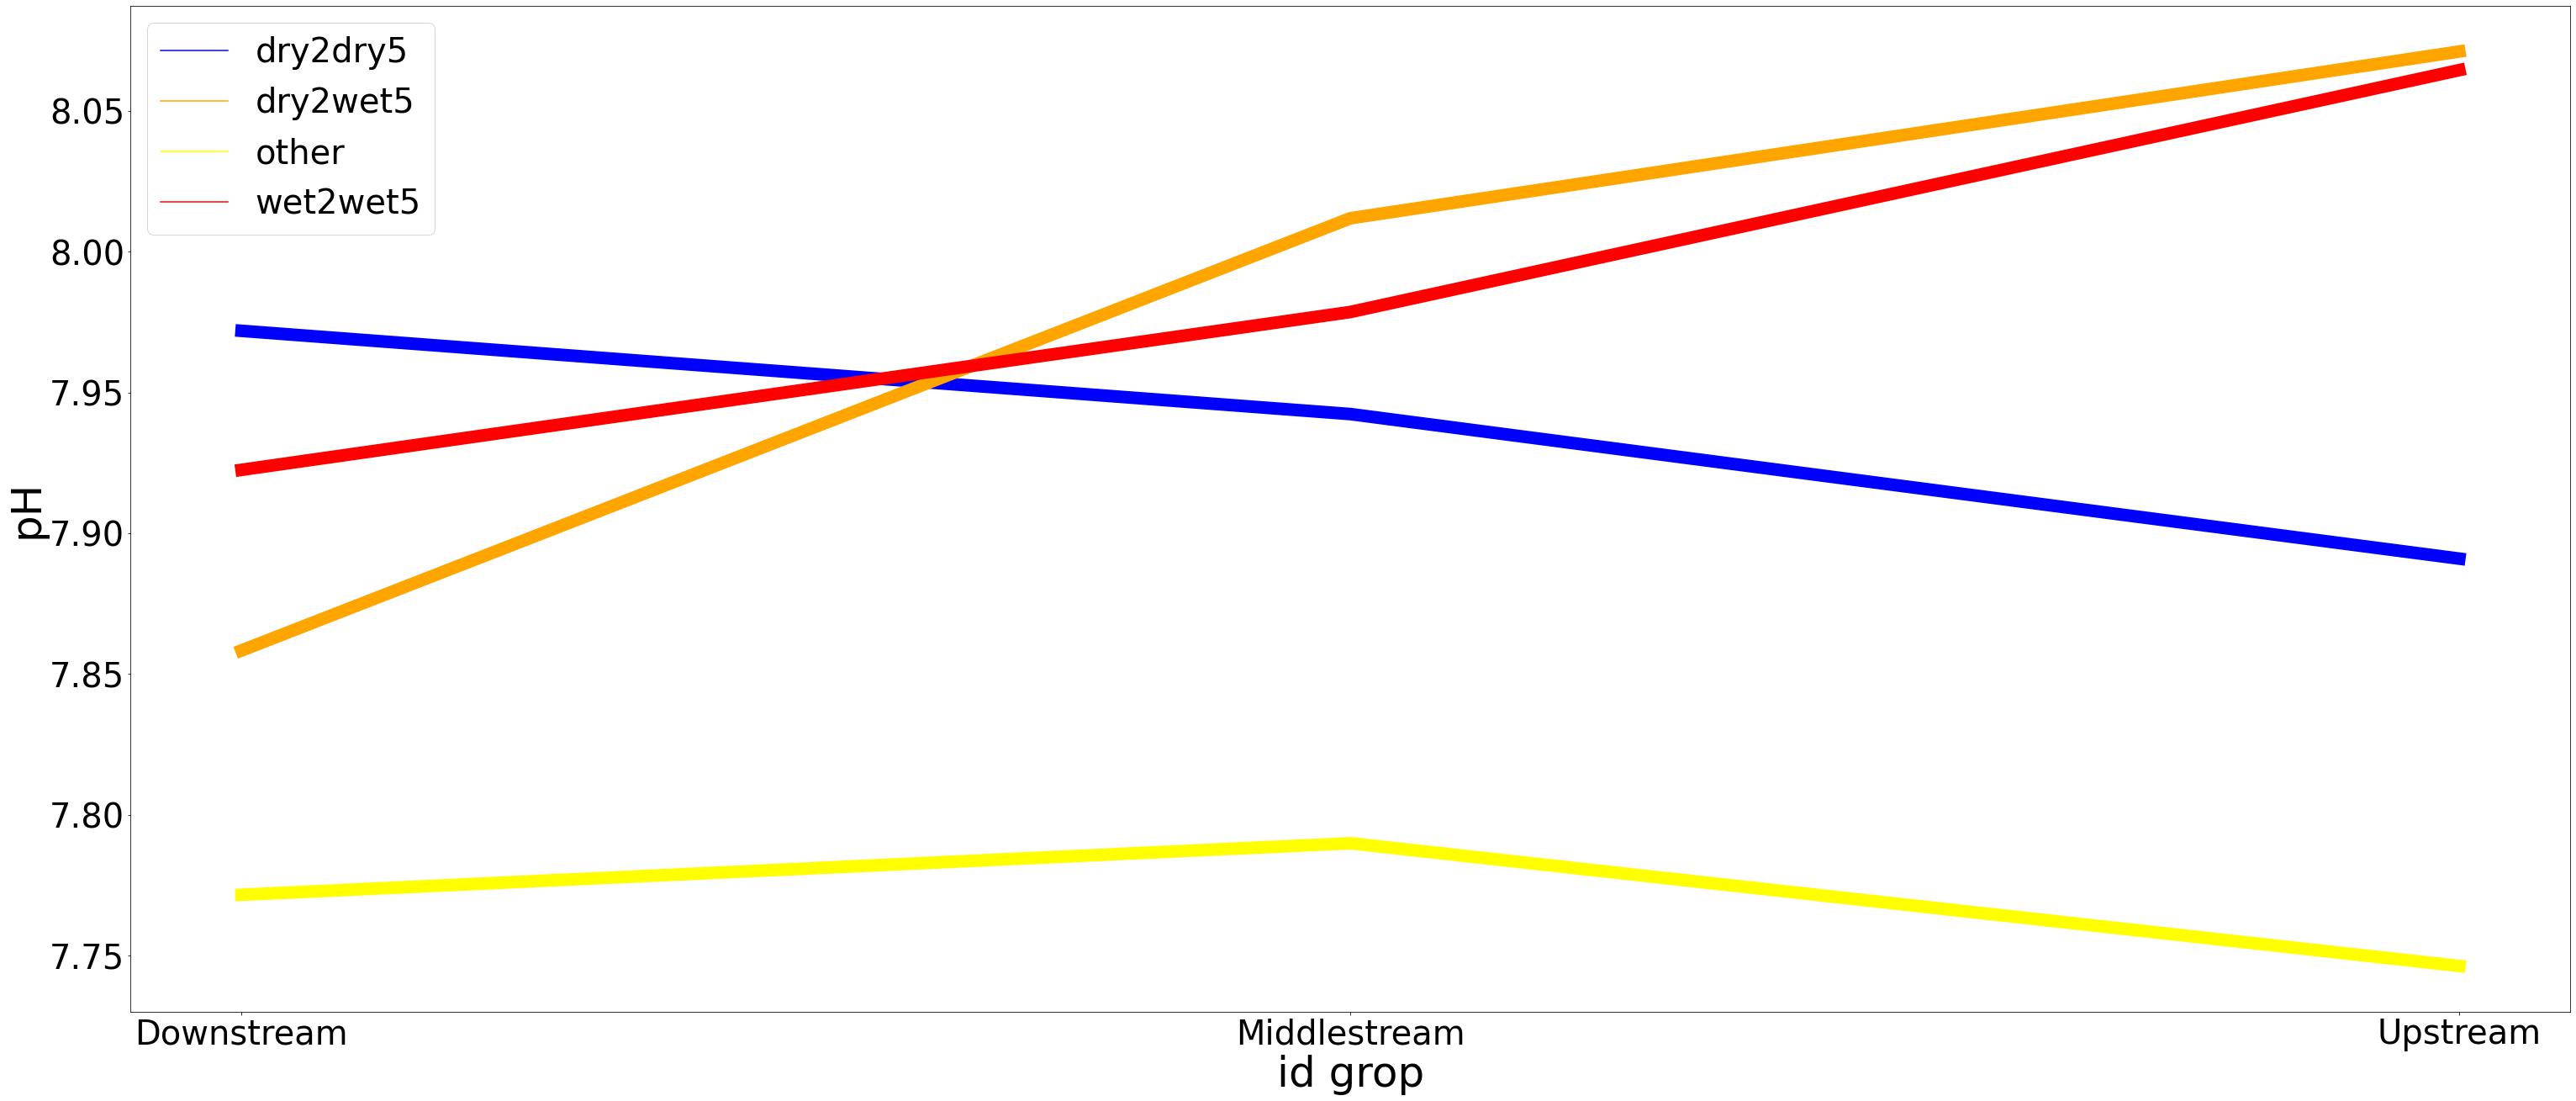 dry2dry5
dry2wet5
other
wet2wet5
8.05
8.00
7.95
7.90
7.85
7.80
7.75
pH
Downstream Middlestream Upstream
id grop